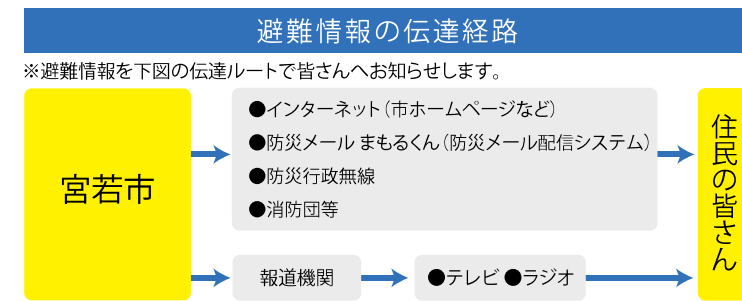 避難情報の伝達経路
※避難情報を下図の伝達ルートで皆さんへお知らせします。
宮若市
●インターネット（市ホームページなど）
●防災メール まもるくん（防災メール配信システム）
●防災行政無線
●消防団等
報道機関
●テレビ ●ラジオ
住民の皆さん